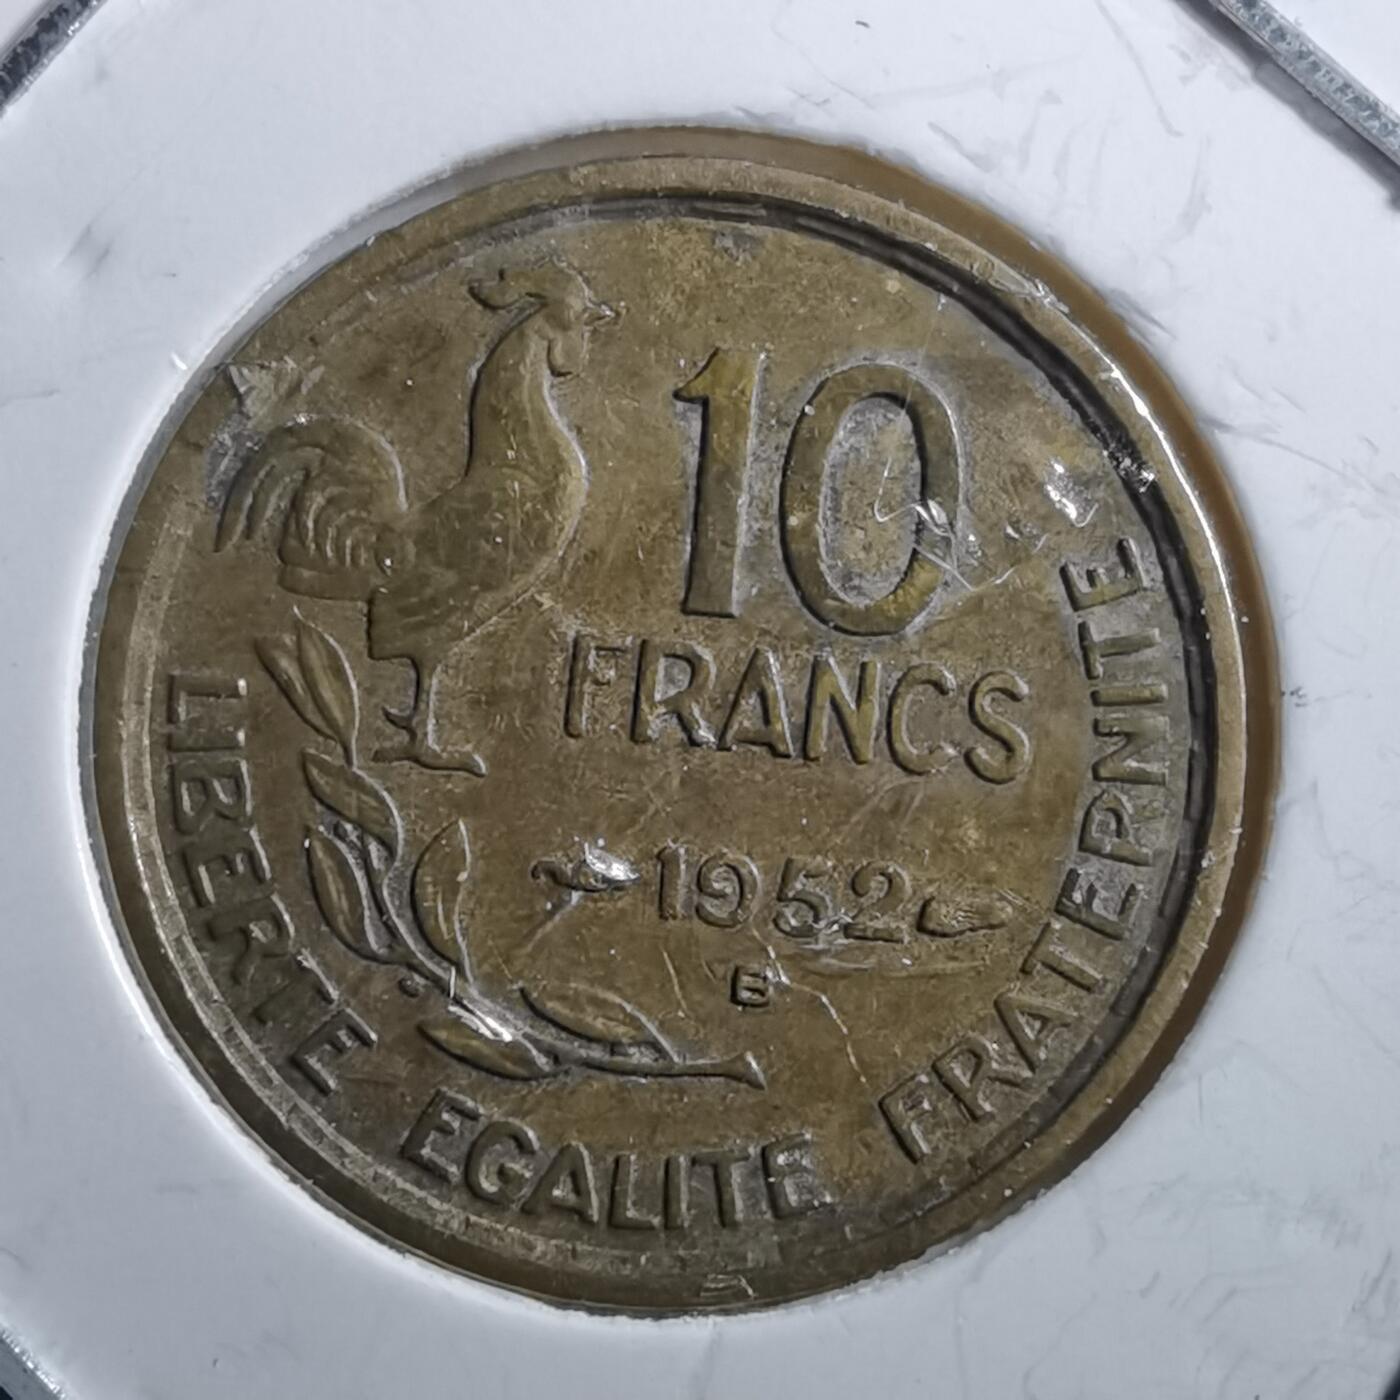 10
FRANCS
1952
B
LIBERTE EGALITE FRATERNITE